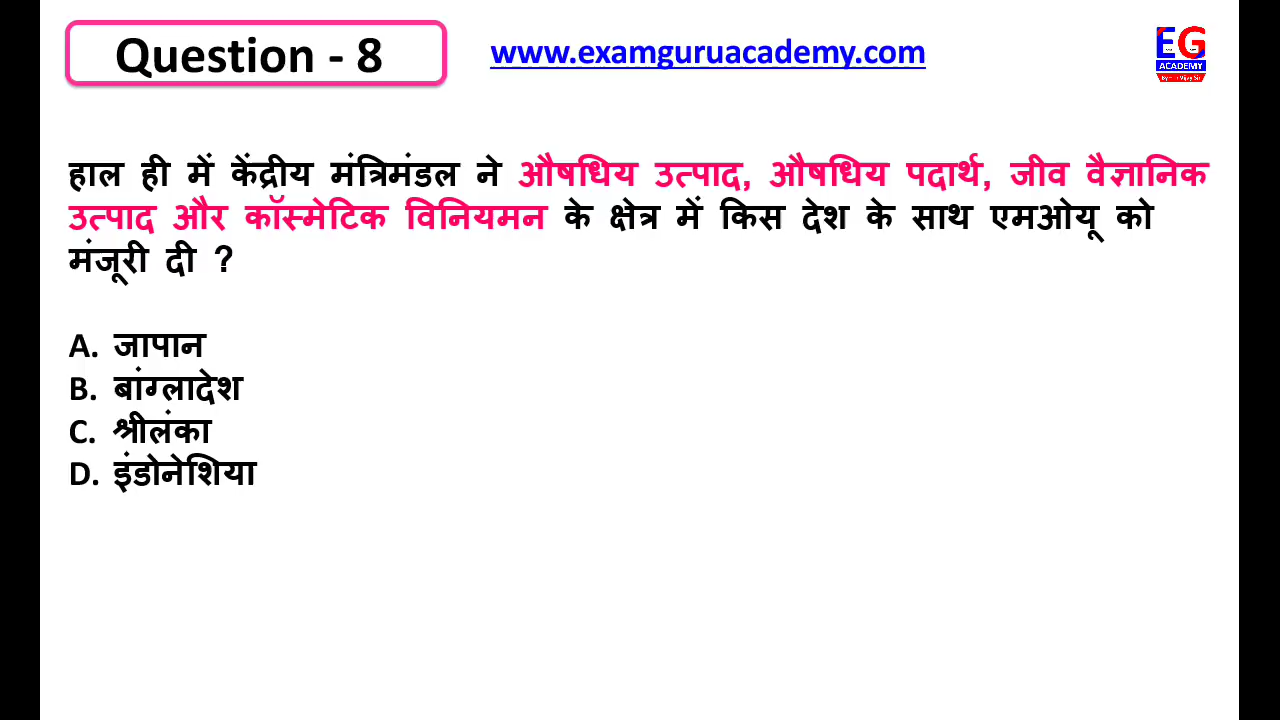 Question - 8
www.examguruacademy.com
EG
ACADEMY
हाल ही में केंद्रीय मंत्रिमंडल ने औषधिय उत्पाद, औषधिय पदार्थ, जीव वैज्ञानिक
उत्पाद और कॉस्मेटिक विनियमन के क्षेत्र में किस देश के साथ एमओयू को
मंजूरी दी ?
A. जापान
B. बांग्लादेश
C. श्रीलंका
D. इंडोनेशिया